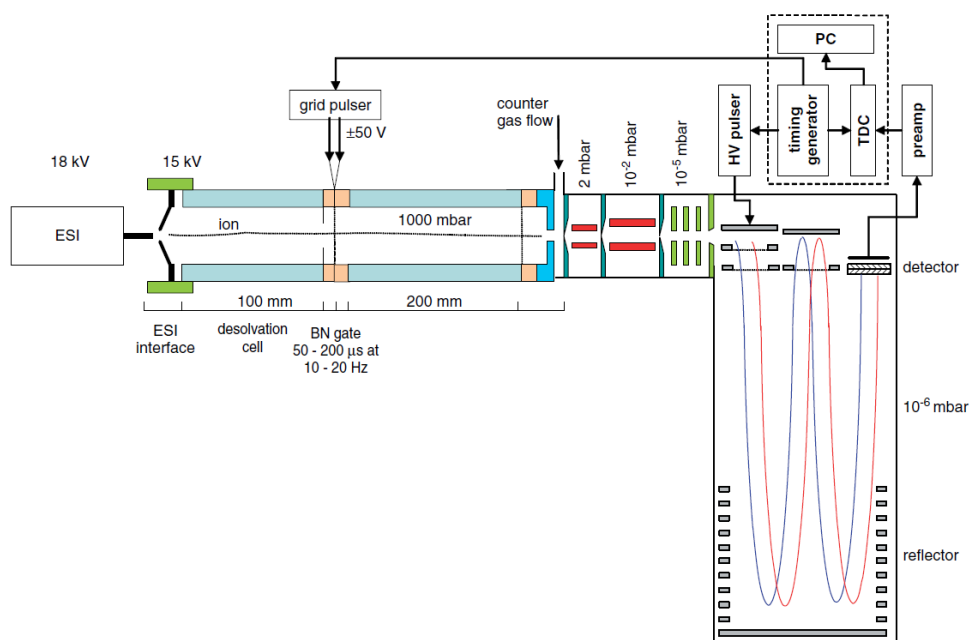 PC
grid pulser
±50 V
counter
gas flow
HV pulser
timing
generator
TDC
preamp
18 kV
15 kV
2 mbar
10⁻² mbar
10⁻⁵ mbar
ESI
ion
1000 mbar
detector
100 mm
200 mm
ESI
interface
desolvation
cell
BN gate
50 - 200 µs at
10 - 20 Hz
10⁻⁶ mbar
reflector